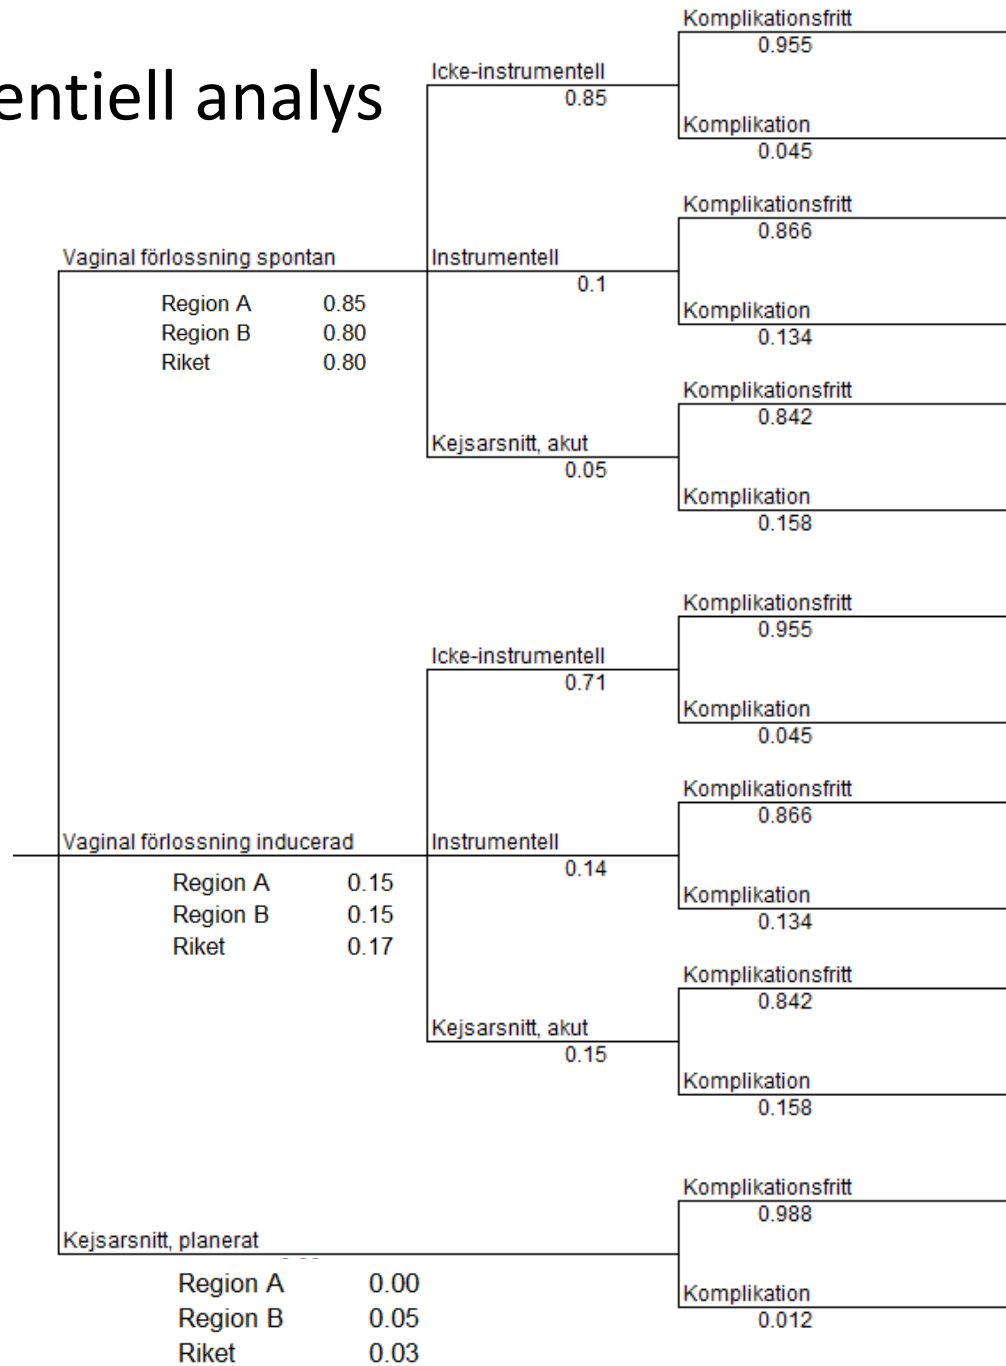 Komplikationsfritt
0.955
entiell analys
Icke-instrumentell
0.85
Komplikation
0.045
Komplikationsfritt
0.866
Vaginal förlossning spontan
Instrumentell
0.1
Region A 0.85
Region B 0.80
Riket 0.80
Komplikation
0.134
Komplikationsfritt
0.842
Kejsarsnitt, akut
0.05
Komplikation
0.158
Komplikationsfritt
0.955
Icke-instrumentell
0.71
Komplikation
0.045
Komplikationsfritt
0.866
Vaginal förlossning inducerad
Instrumentell
0.14
Region A 0.15
Region B 0.15
Riket 0.17
Komplikation
0.134
Komplikationsfritt
0.842
Kejsarsnitt, akut
0.15
Komplikation
0.158
Komplikationsfritt
0.988
Kejsarsnitt, planerat
Region A 0.00
Region B 0.05
Riket 0.03
Komplikation
0.012